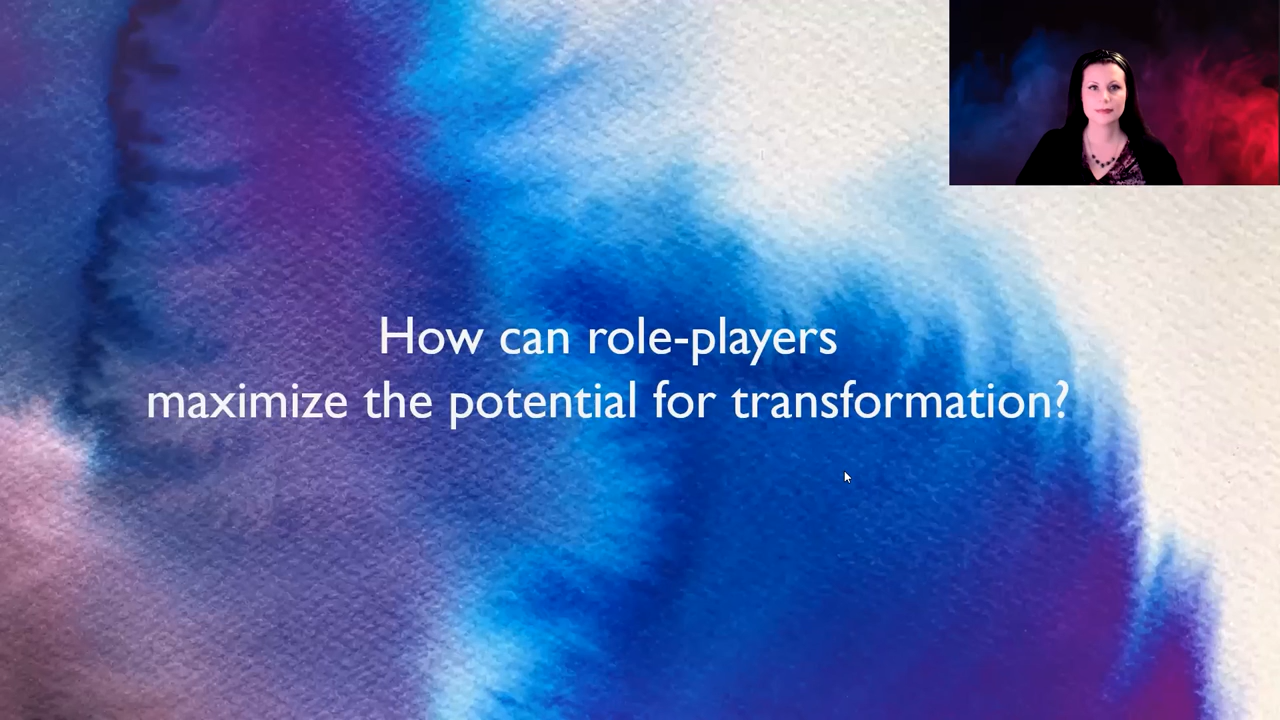 How can role-players
maximize the potential for transformation?